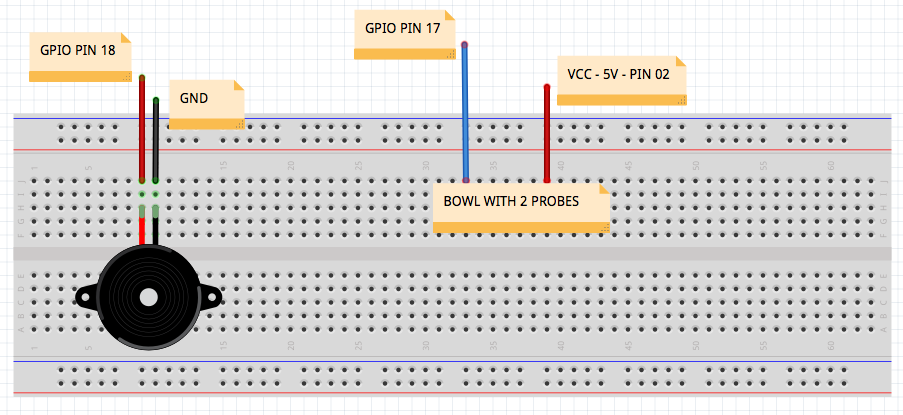 GPIO PIN 17
GPIO PIN 18
VCC - 5V - PIN 02
GND
1 5 15 20 25 30 35 40 45 50 55 60
J J
I I
H H
G G
F F
BOWL WITH 2 PROBES
E E
D D
C C
B B
A A
1 5 15 20 25 30 35 40 45 50 55 60